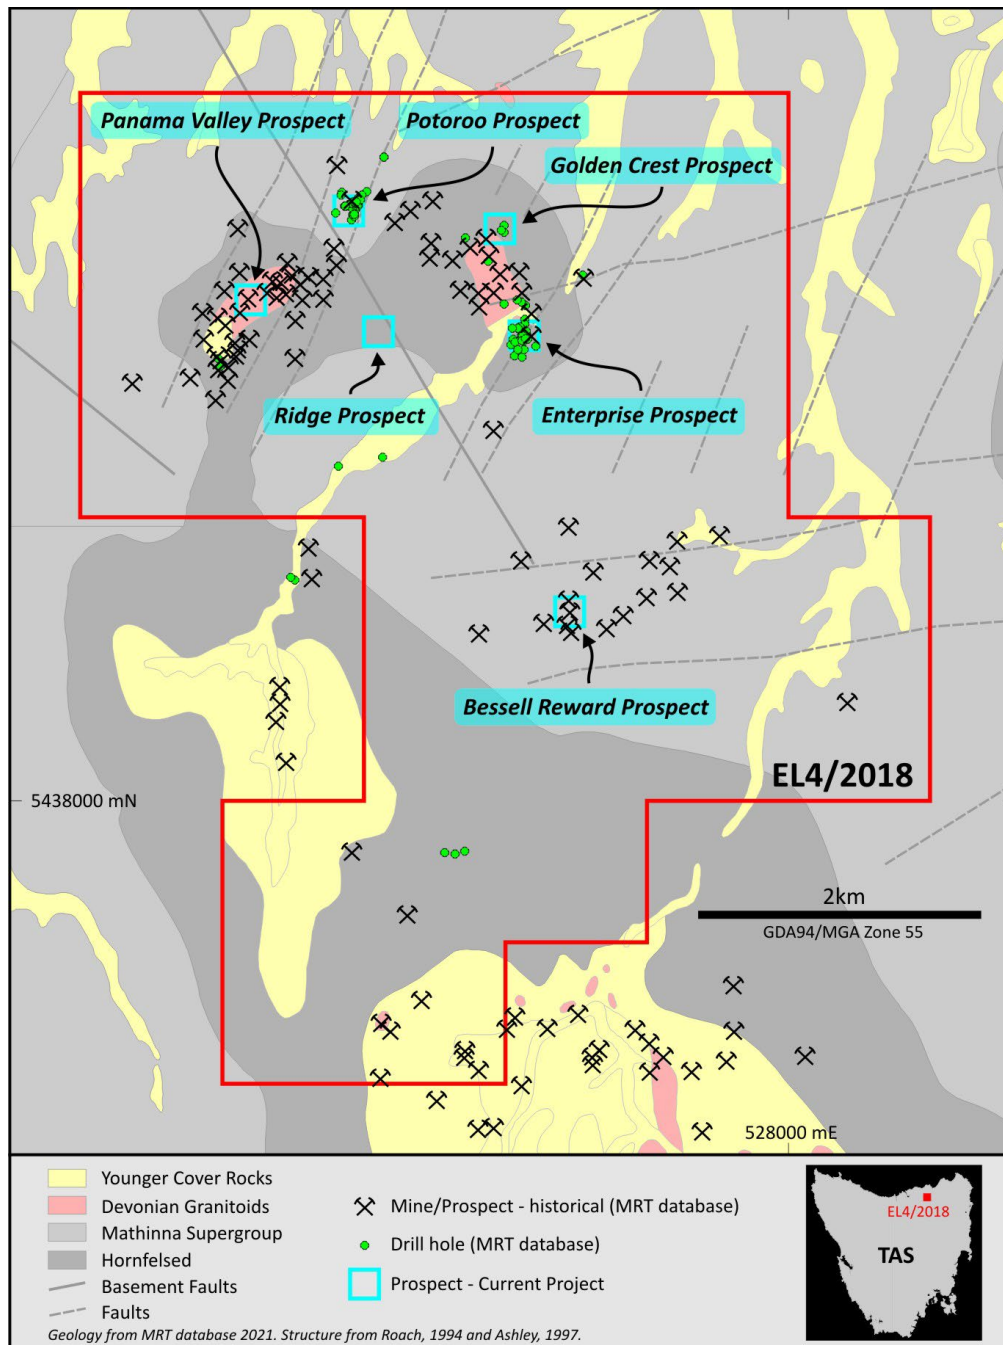 Panama Valley Prospect
Potoroo Prospect
Golden Crest Prospect
Ridge Prospect
Enterprise Prospect
Bessell Reward Prospect
EL4/2018
5438000 mN
2km
GDA94/MGA Zone 55
528000 mE
Younger Cover Rocks
Devonian Granitoids
Mathinna Supergroup
Hornfelsed
Basement Faults
Faults
Mine/Prospect - historical (MRT database)
Drill hole (MRT database)
Prospect - Current Project
EL4/2018
TAS
Geology from MRT database 2021. Structure from Roach, 1994 and Ashley, 1997.